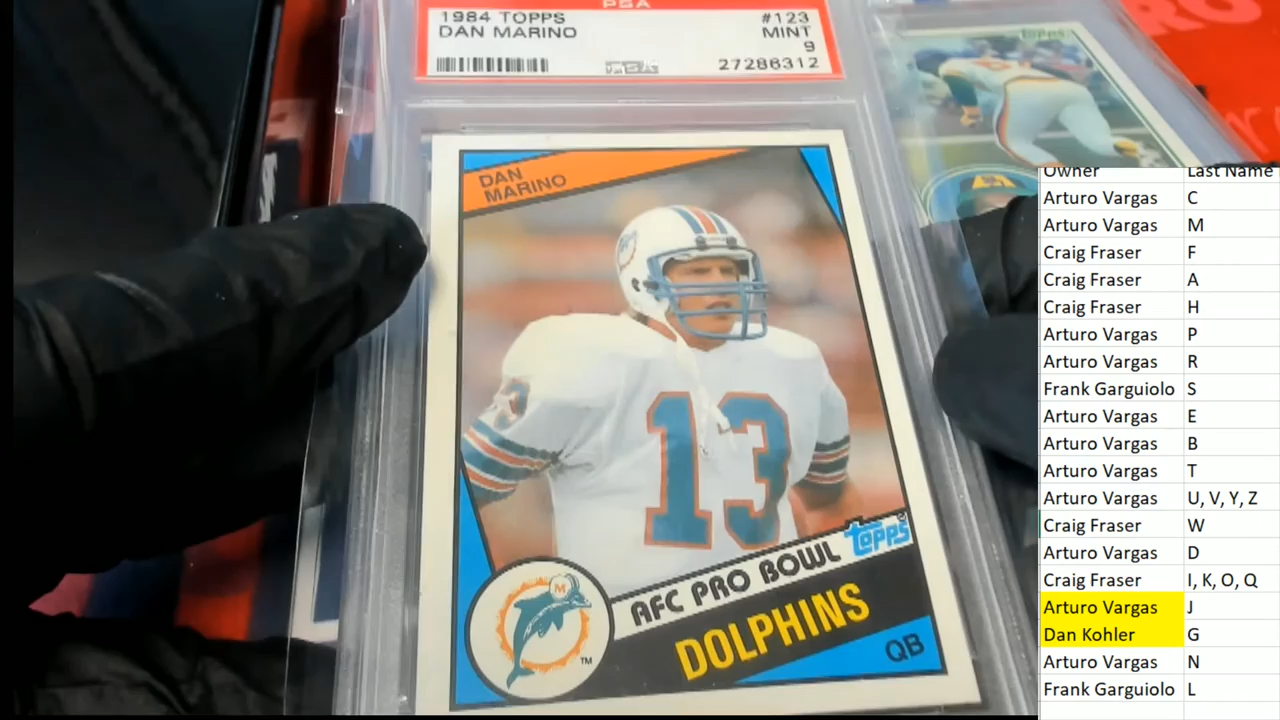 PSA
1984 TOPPS #123
DAN MARINO MINT
9
27286312
topps
DAN
MARINO
13
13
topps
AFC PRO BOWL
DOLPHINS
QB
M
TM
Owner Last Name
Arturo Vargas C
Arturo Vargas M
Craig Fraser F
Craig Fraser A
Craig Fraser H
Arturo Vargas P
Arturo Vargas R
Frank Garguiolo S
Arturo Vargas E
Arturo Vargas B
Arturo Vargas T
Arturo Vargas U, V, Y, Z
Craig Fraser W
Arturo Vargas D
Craig Fraser I, K, O, Q
Arturo Vargas J
Dan Kohler G
Arturo Vargas N
Frank Garguiolo L